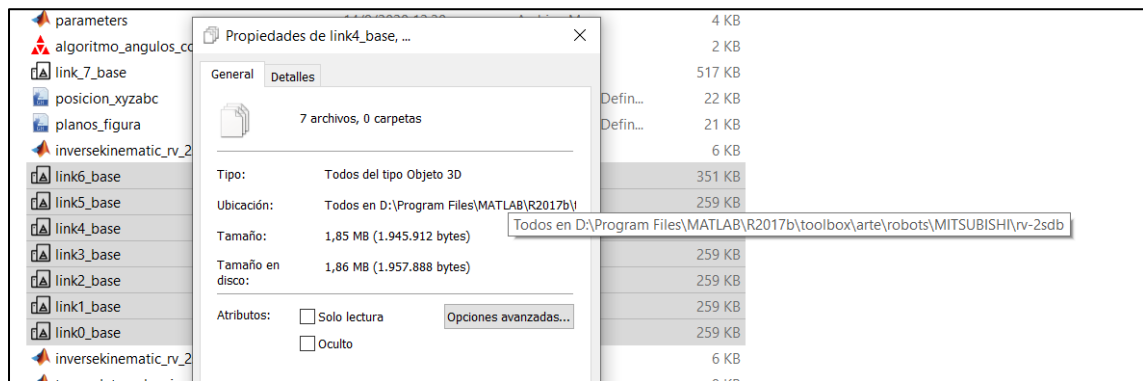 parameters 4 KB
Propiedades de link4_base, ...
algoritmo_angulos_co 2 KB
General Detalles
link_7_base 517 KB
posicion_xyzabc Defin... 22 KB
7 archivos, 0 carpetas
planos_figura Defin... 21 KB
inversekinematic_rv_2 6 KB
link6_base Tipo: Todos del tipo Objeto 3D 351 KB
link5_base Ubicación: Todos en D:\Program Files\MATLAB\R2017b\t 259 KB
Todos en D:\Program Files\MATLAB\R2017b\toolbox\arte\robots\MITSUBISHI\rv-2sdb
link4_base Tamaño: 1,85 MB (1.945.912 bytes)
link3_base Tamaño en disco: 1,86 MB (1.957.888 bytes) 259 KB
link2_base 259 KB
link1_base Atributos: Solo lectura Opciones avanzadas... 259 KB
link0_base Oculto 259 KB
inversekinematic_rv_2 6 KB